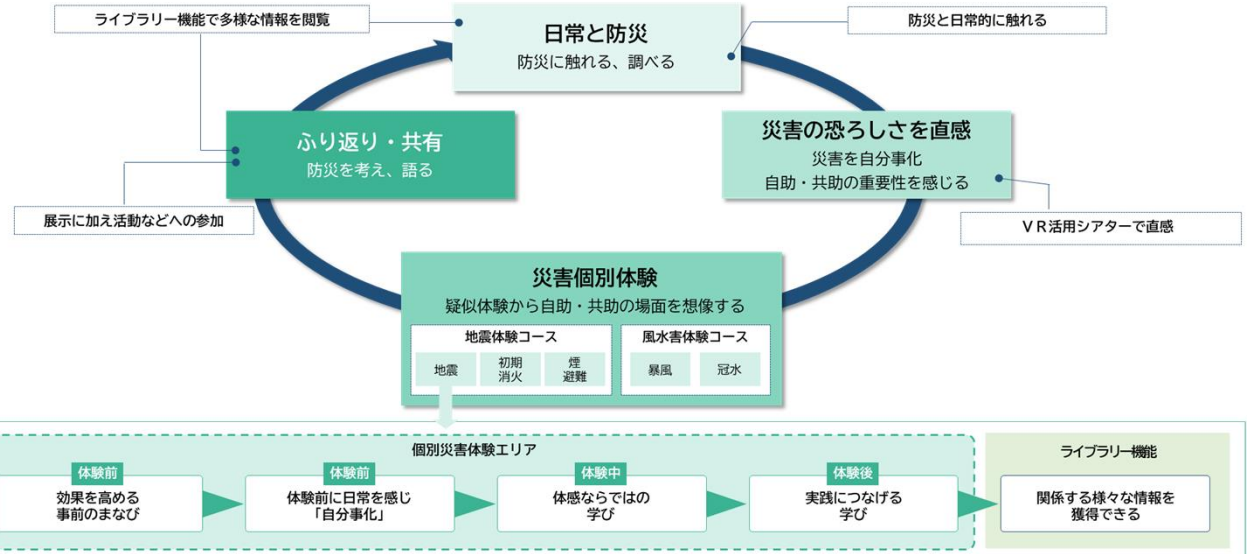 ライブラリー機能で多様な情報を閲覧
日常と防災
防災に触れる、調べる
防災と日常的に触れる
ふり返り・共有
防災を考え、語る
災害の恐ろしさを直感
災害を自分事化
自助・共助の重要性を感じる
展示に加え活動などへの参加
VR活用シアターで直感
災害個別体験
疑似体験から自助・共助の場面を想像する
地震体験コース
地震
初期
消火
煙
避難
風水害体験コース
暴風
冠水
個別災害体験エリア
体験前
効果を高める
事前のまなび
体験前
体験前に日常を感じ
「自分事化」
体験中
体感ならではの
学び
体験後
実践につなげる
学び
ライブラリー機能
関係する様々な情報を
獲得できる